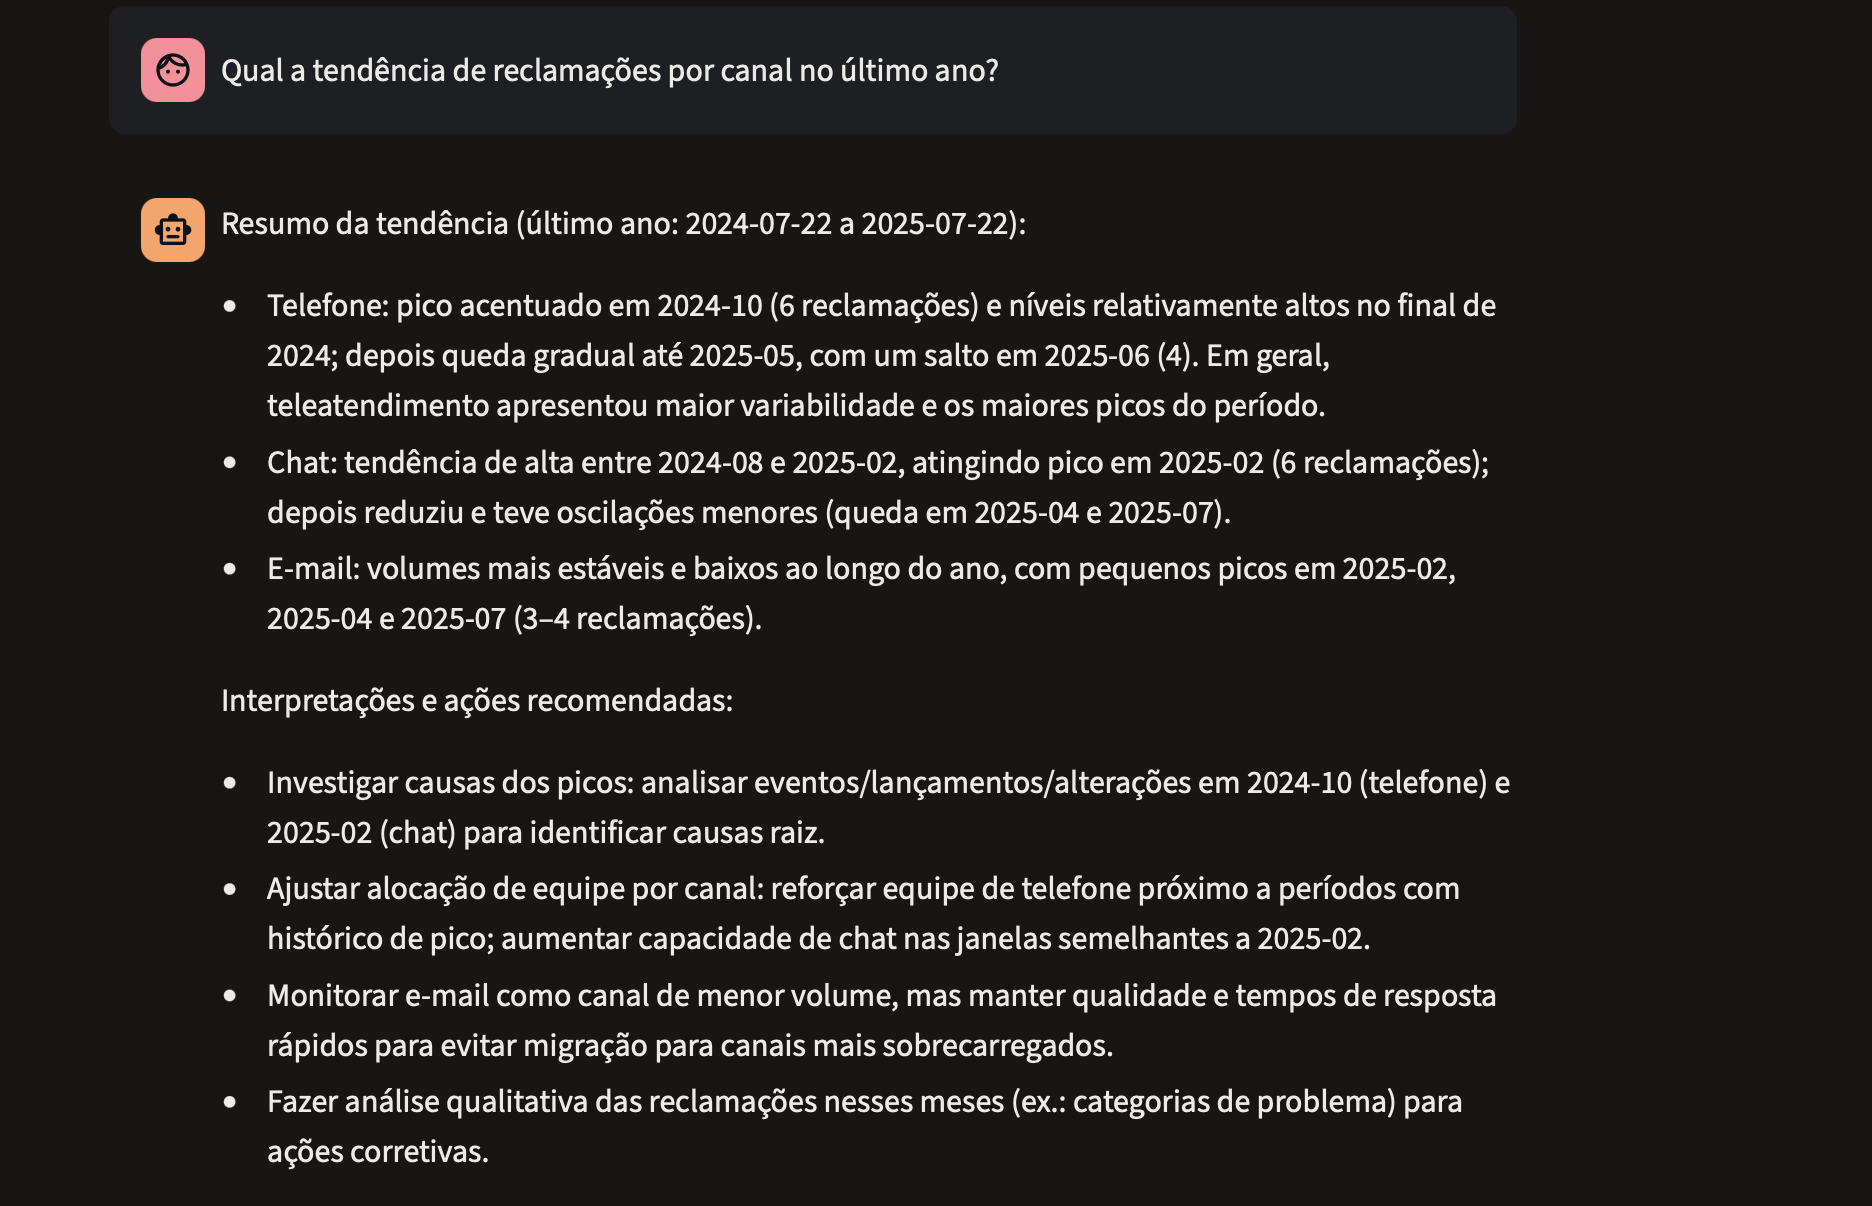 Qual a tendência de reclamações por canal no último ano?
Resumo da tendência (último ano: 2024-07-22 a 2025-07-22):
• Telefone: pico acentuado em 2024-10 (6 reclamações) e níveis relativamente altos no final de
2024; depois queda gradual até 2025-05, com um salto em 2025-06 (4). Em geral,
teleatendimento apresentou maior variabilidade e os maiores picos do período.
• Chat: tendência de alta entre 2024-08 e 2025-02, atingindo pico em 2025-02 (6 reclamações);
depois reduziu e teve oscilações menores (queda em 2025-04 e 2025-07).
• E-mail: volumes mais estáveis e baixos ao longo do ano, com pequenos picos em 2025-02,
2025-04 e 2025-07 (3–4 reclamações).
Interpretações e ações recomendadas:
• Investigar causas dos picos: analisar eventos/lançamentos/alterações em 2024-10 (telefone) e
2025-02 (chat) para identificar causas raiz.
• Ajustar alocação de equipe por canal: reforçar equipe de telefone próximo a períodos com
histórico de pico; aumentar capacidade de chat nas janelas semelhantes a 2025-02.
• Monitorar e-mail como canal de menor volume, mas manter qualidade e tempos de resposta
rápidos para evitar migração para canais mais sobrecarregados.
• Fazer análise qualitativa das reclamações nesses meses (ex.: categorias de problema) para
ações corretivas.